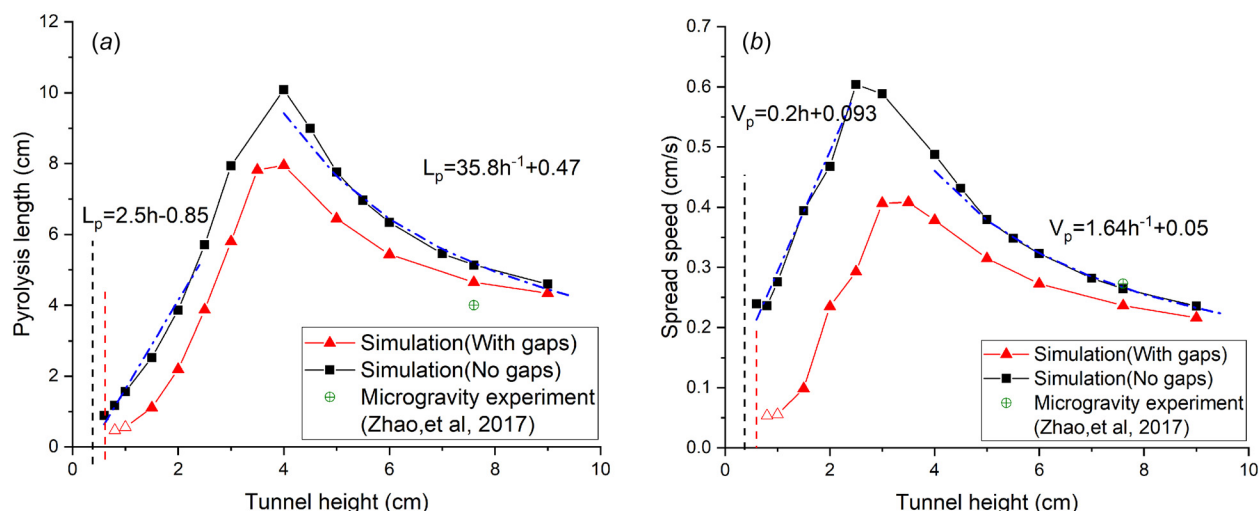 (a)
12
10
8
6
4
2
0
Pyrolysis length (cm)
L_p=2.5h-0.85
L_p=35.8h^-1+0.47
Simulation(With gaps)
Simulation(No gaps)
Microgravity experiment
(Zhao,et al, 2017)
0 2 4 6 8 10
Tunnel height (cm)
(b)
0.7
0.6
0.5
0.4
0.3
0.2
0.1
0.0
Spread speed (cm/s)
V_p=0.2h+0.093
V_p=1.64h^-1+0.05
Simulation(With gaps)
Simulation(No gaps)
Microgravity experiment
(Zhao,et al, 2017)
0 2 4 6 8 10
Tunnel height (cm)